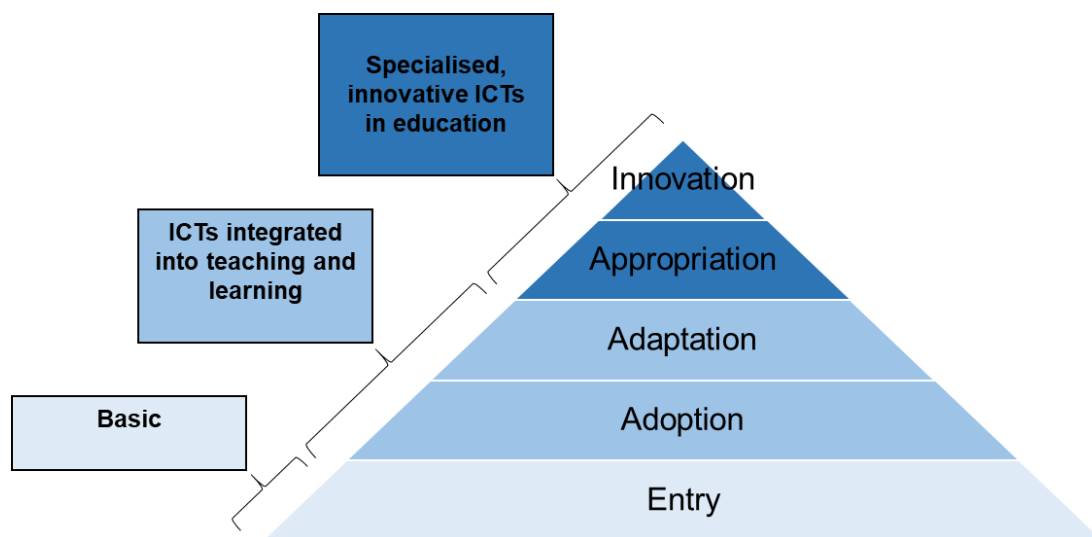 Specialised,
innovative ICTs
in education
Innovation
ICTs integrated
into teaching and
learning
Appropriation
Adaptation
Basic
Adoption
Entry